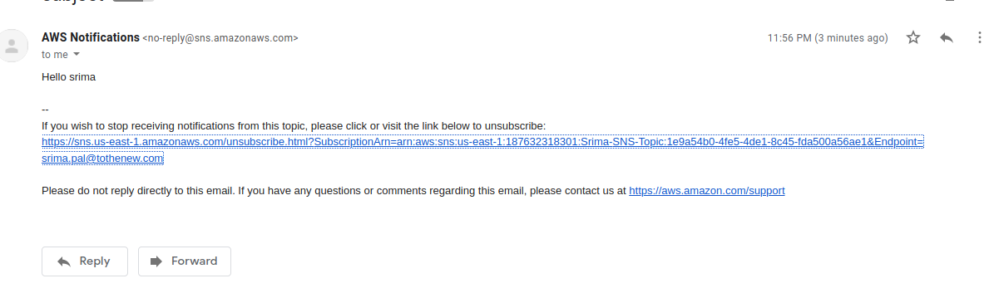 AWS Notifications <no-reply@sns.amazonaws.com> 11:56 PM (3 minutes ago)
to me
Hello srima
--
If you wish to stop receiving notifications from this topic, please click or visit the link below to unsubscribe:
https://sns.us-east-1.amazonaws.com/unsubscribe.html?SubscriptionArn=arn:aws:sns:us-east-1:187632318301:Srima-SNS-Topic:1e9a54b0-4fe5-4de1-8c45-fda500a56ae1&Endpoint=
srima.pal@tothenew.com
Please do not reply directly to this email. If you have any questions or comments regarding this email, please contact us at https://aws.amazon.com/support
Reply Forward